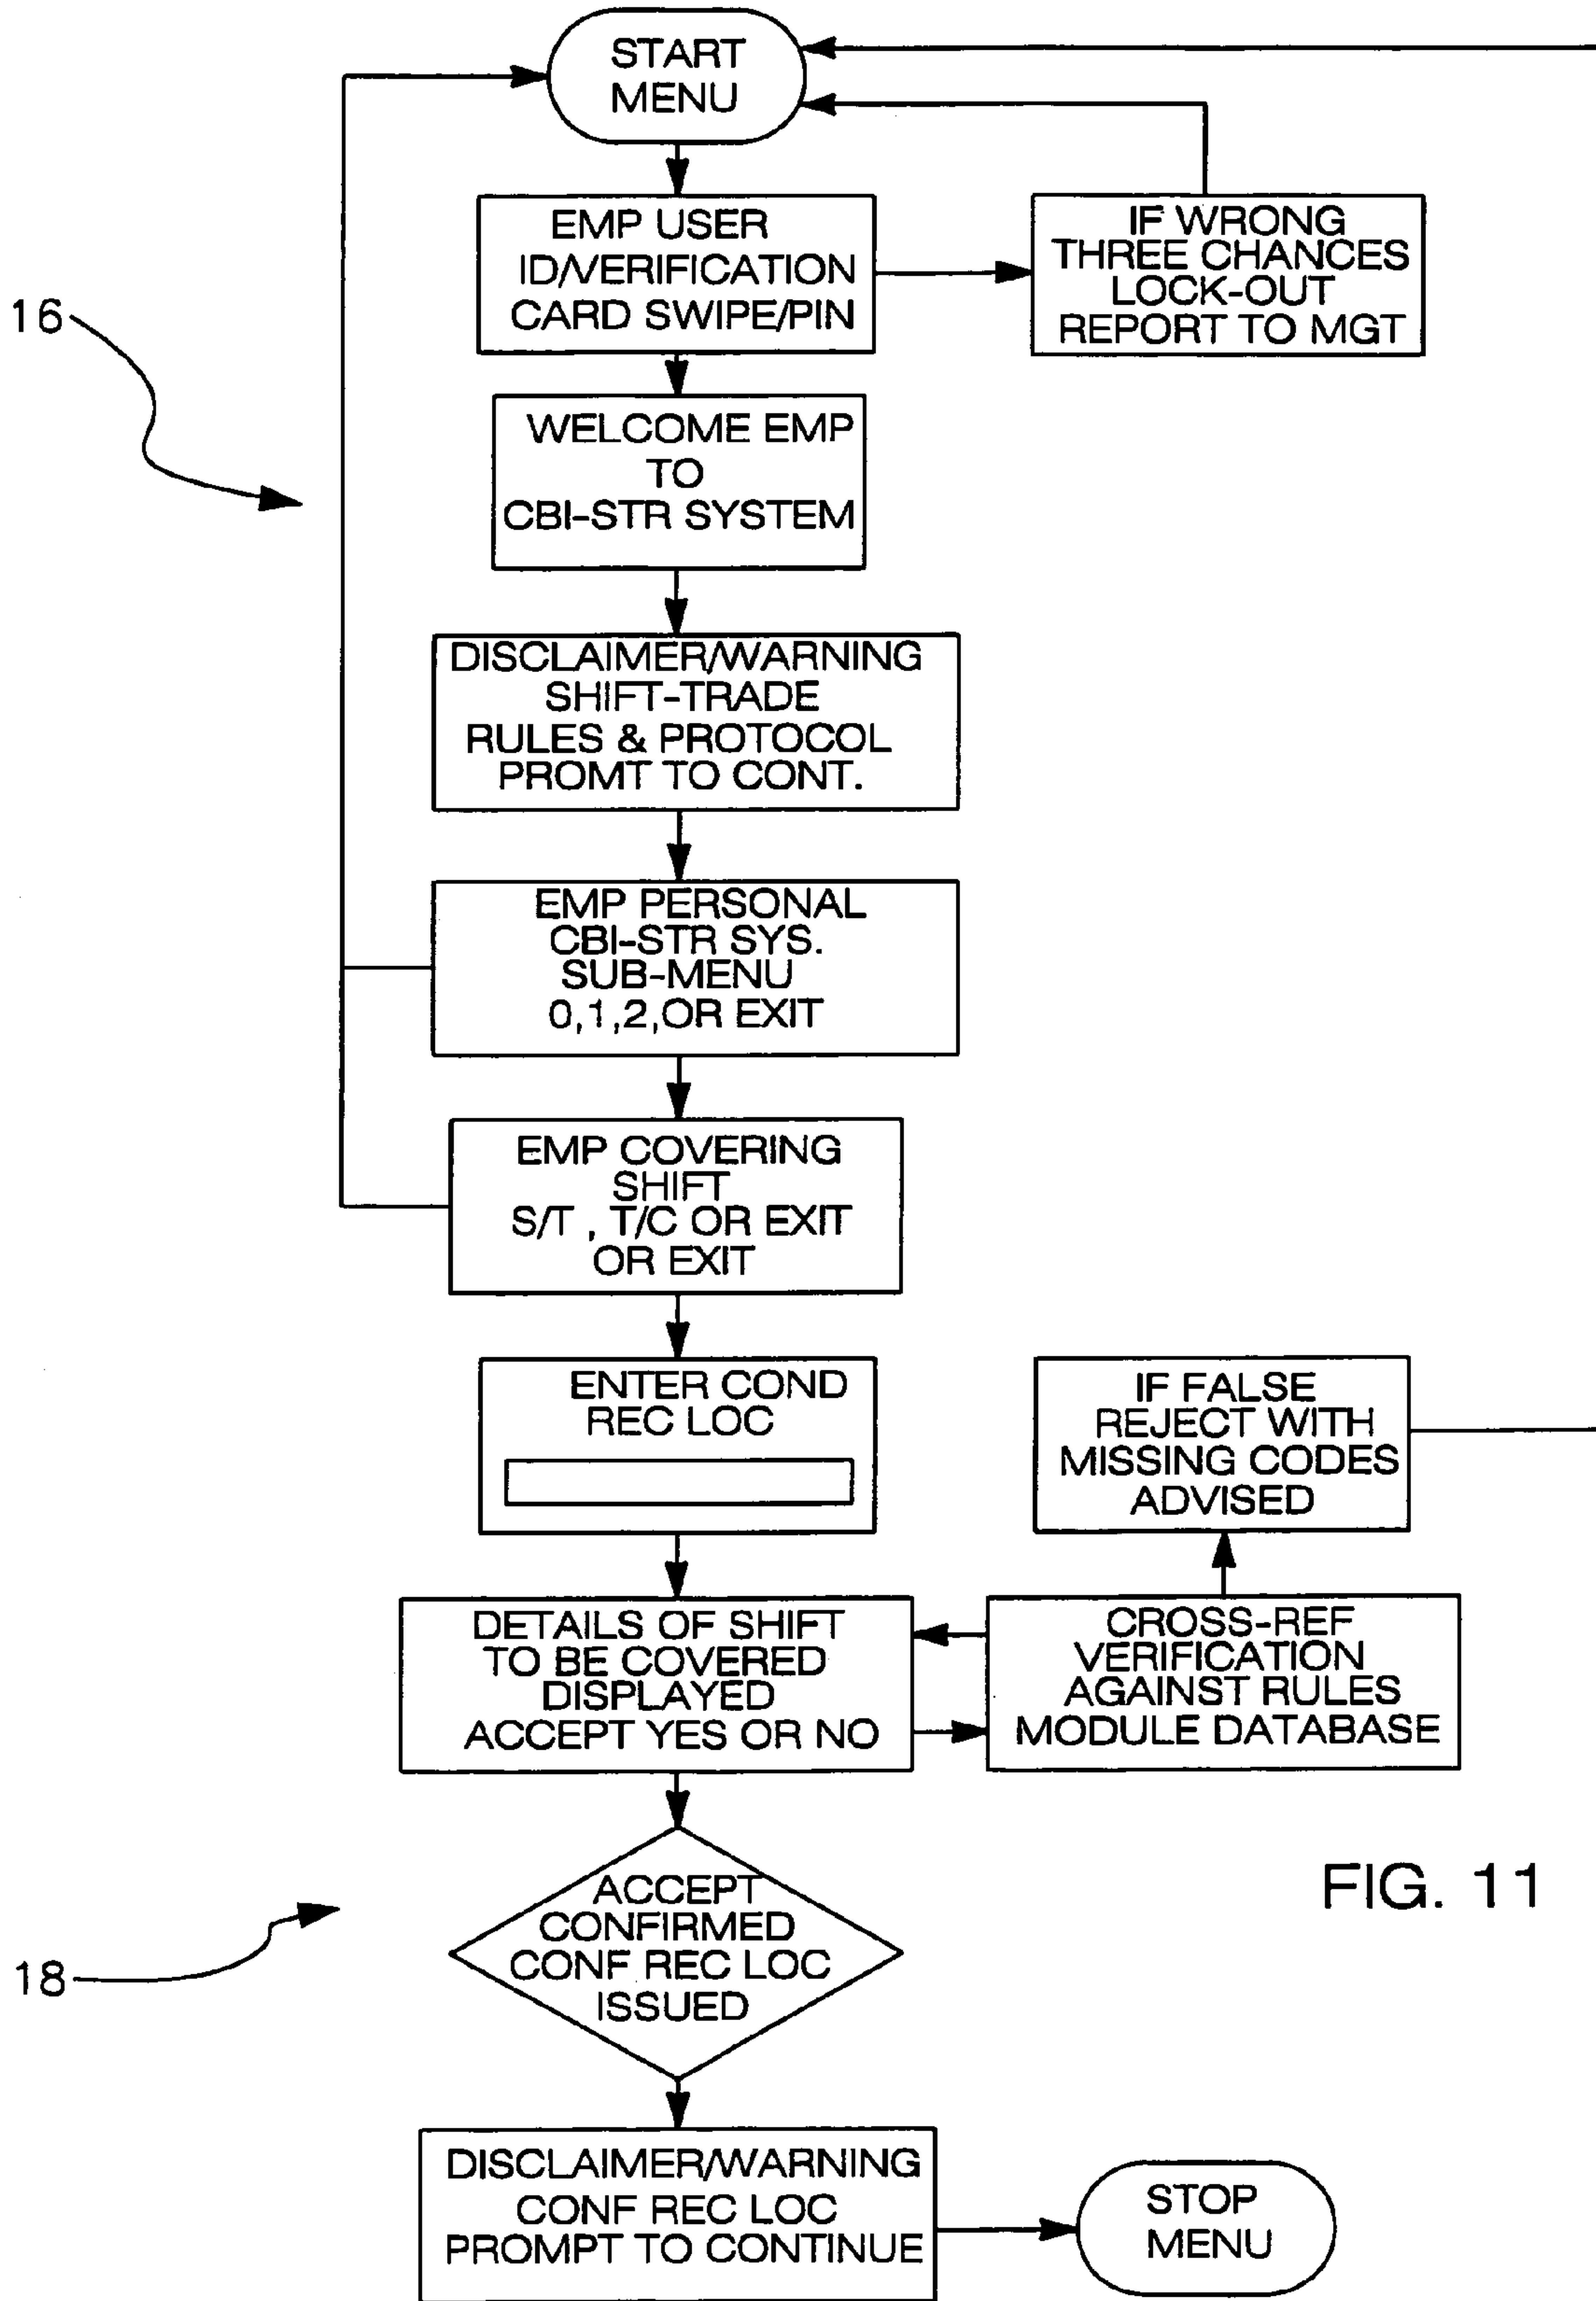 START
MENU
EMP USER
ID/VERIFICATION
CARD SWIPE/PIN
IF WRONG
THREE CHANCES
LOCK-OUT
REPORT TO MGT
16
WELCOME EMP
TO
CBI-STR SYSTEM
DISCLAIMER/WARNING
SHIFT-TRADE
RULES & PROTOCOL
PROMT TO CONT.
EMP PERSONAL
CBI-STR SYS.
SUB-MENU
0,1,2,OR EXIT
EMP COVERING
SHIFT
S/T , T/C OR EXIT
OR EXIT
ENTER COND
REC LOC
IF FALSE
REJECT WITH
MISSING CODES
ADVISED
DETAILS OF SHIFT
TO BE COVERED
DISPLAYED
ACCEPT YES OR NO
CROSS-REF
VERIFICATION
AGAINST RULES
MODULE DATABASE
ACCEPT
CONFIRMED
CONF REC LOC
ISSUED
18
FIG. 11
DISCLAIMER/WARNING
CONF REC LOC
PROMPT TO CONTINUE
STOP
MENU